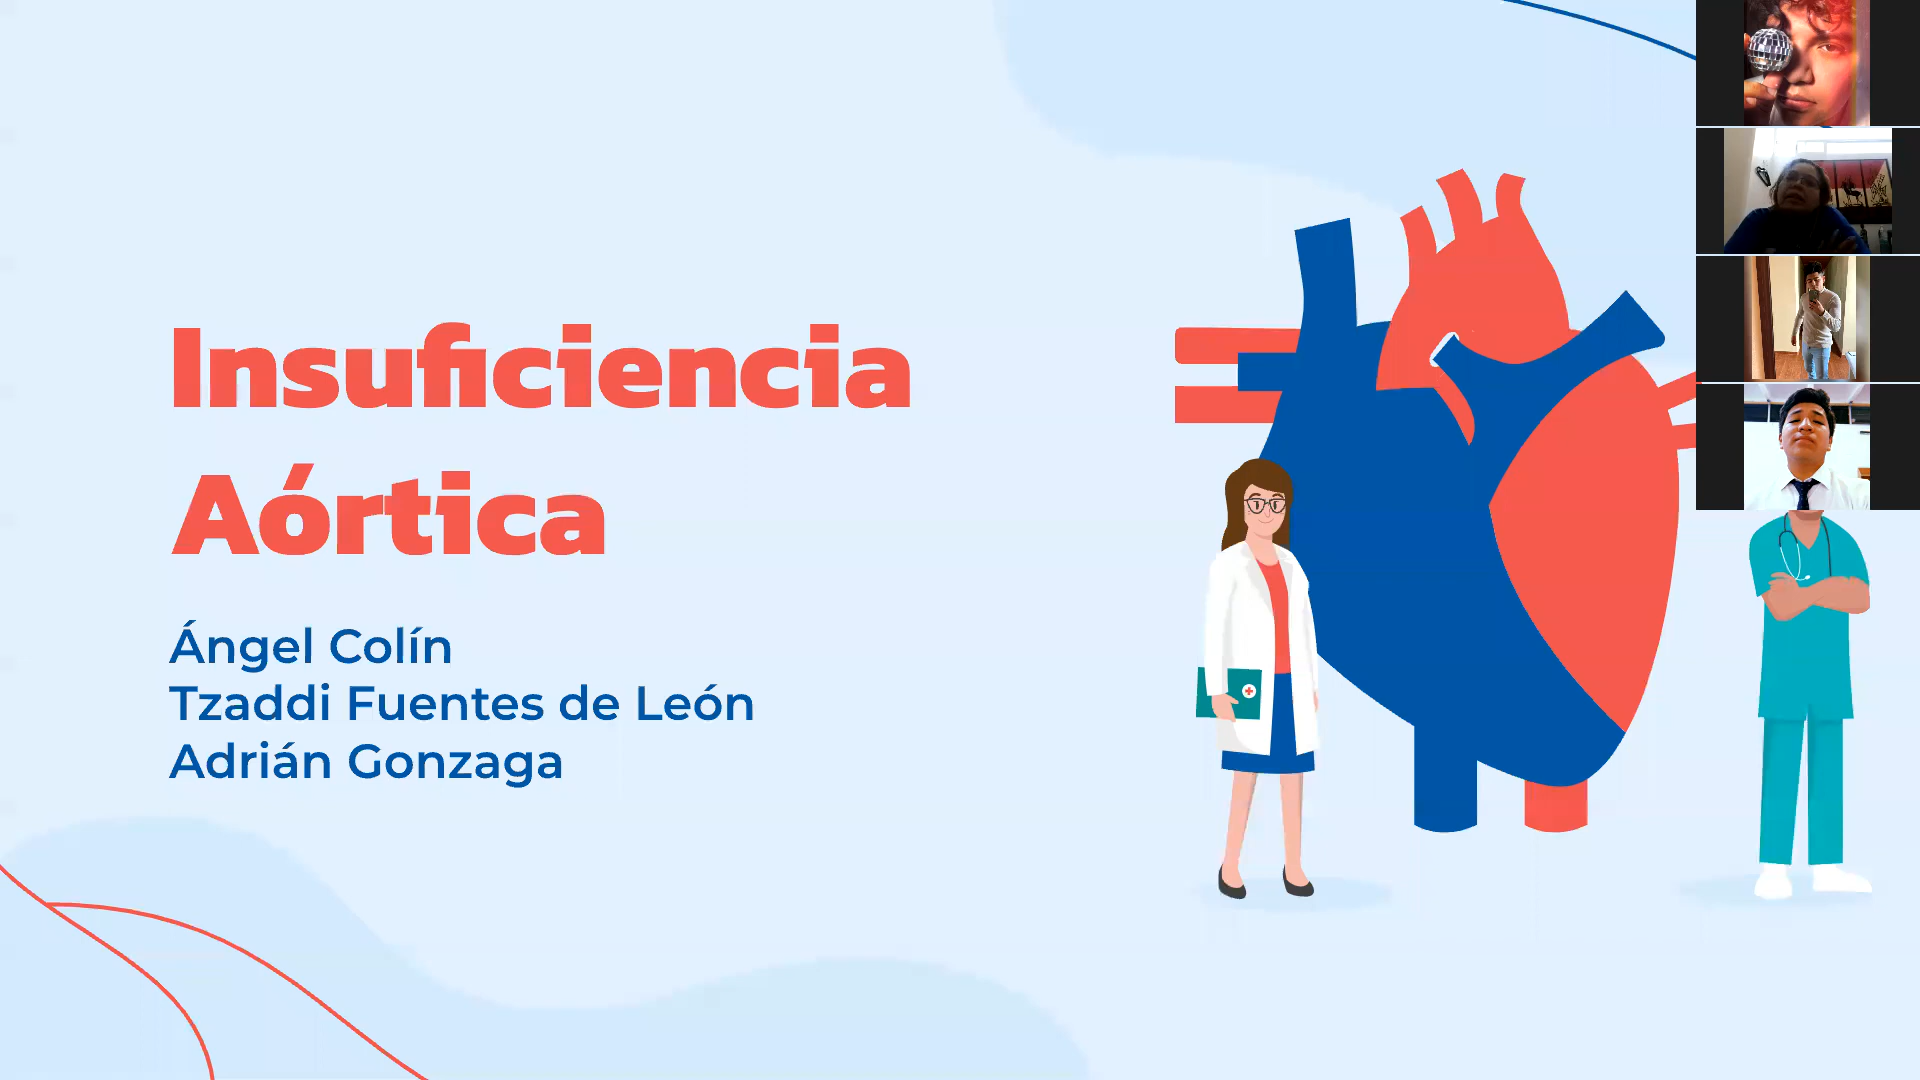 Insuficiencia
Aórtica
Ángel Colín
Tzaddi Fuentes de León
Adrián Gonzaga